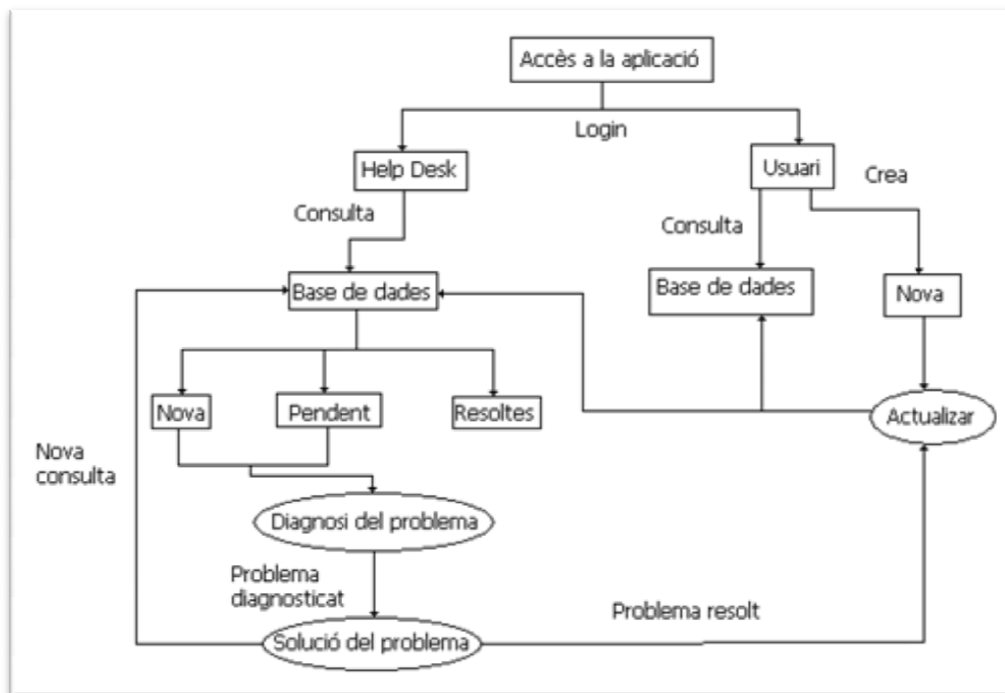 Accès a la aplicació
Login
Help Desk
Usuari
Crea
Consulta
Consulta
Base de dades
Base de dades
Nova
Nova
Pendent
Resoltes
Actualizar
Nova
consulta
Diagnosi del problema
Problema
diagnosticat
Problema resolt
Solució del problema